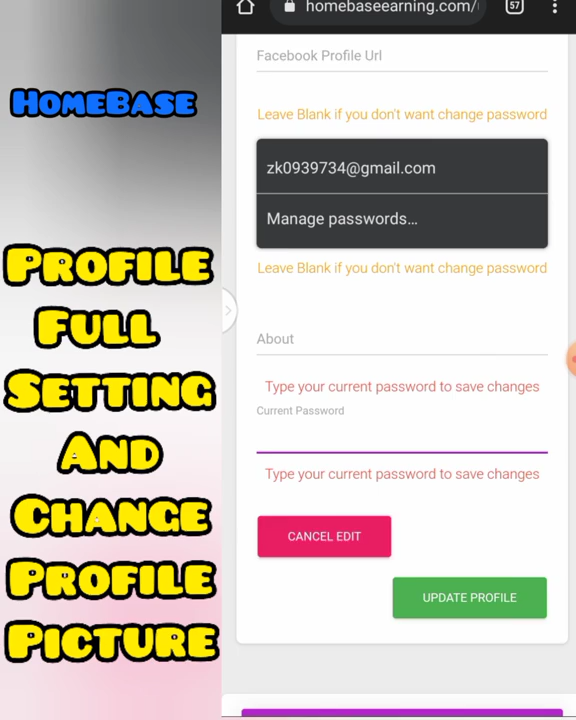 HOMEBASE
PROFILE
FULL
SETTING
AND
CHANGE
PROFILE
PICTURE
homebaseearning.com/
57
Facebook Profile Url
Leave Blank if you don't want change password
zk0939734@gmail.com
Manage passwords…
Leave Blank if you don't want change password
About
Type your current password to save changes
Current Password
Type your current password to save changes
CANCEL EDIT
UPDATE PROFILE